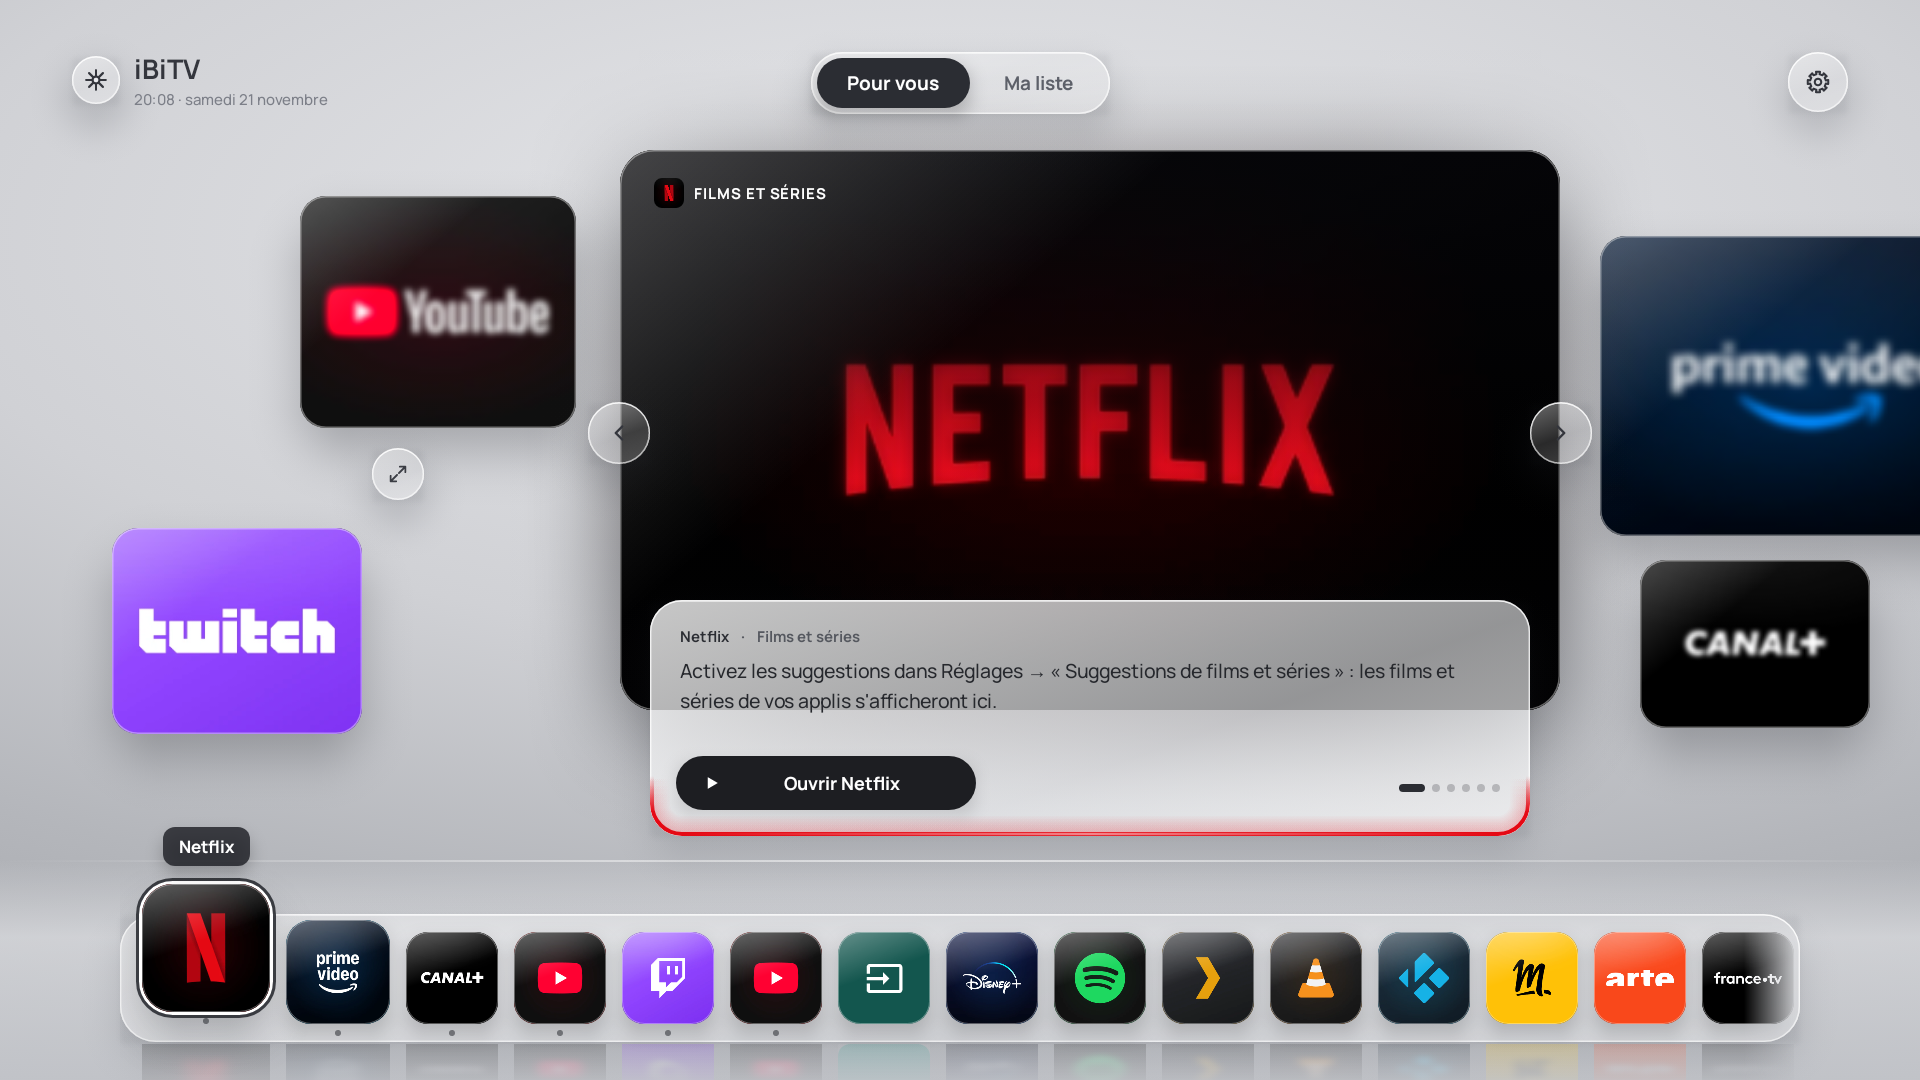 iBiTV
20:08 · samedi 21 novembre
Pour vous
Ma liste
FILMS ET SÉRIES
YouTube
NETFLIX
prime video
twitch
CANAL+
Netflix · Films et séries
Activez les suggestions dans Réglages → « Suggestions de films et séries » : les films et
séries de vos applis s'afficheront ici.
Ouvrir Netflix
Netflix
N
prime
video
CANAL+
Disney+
m.
arte
france•tv